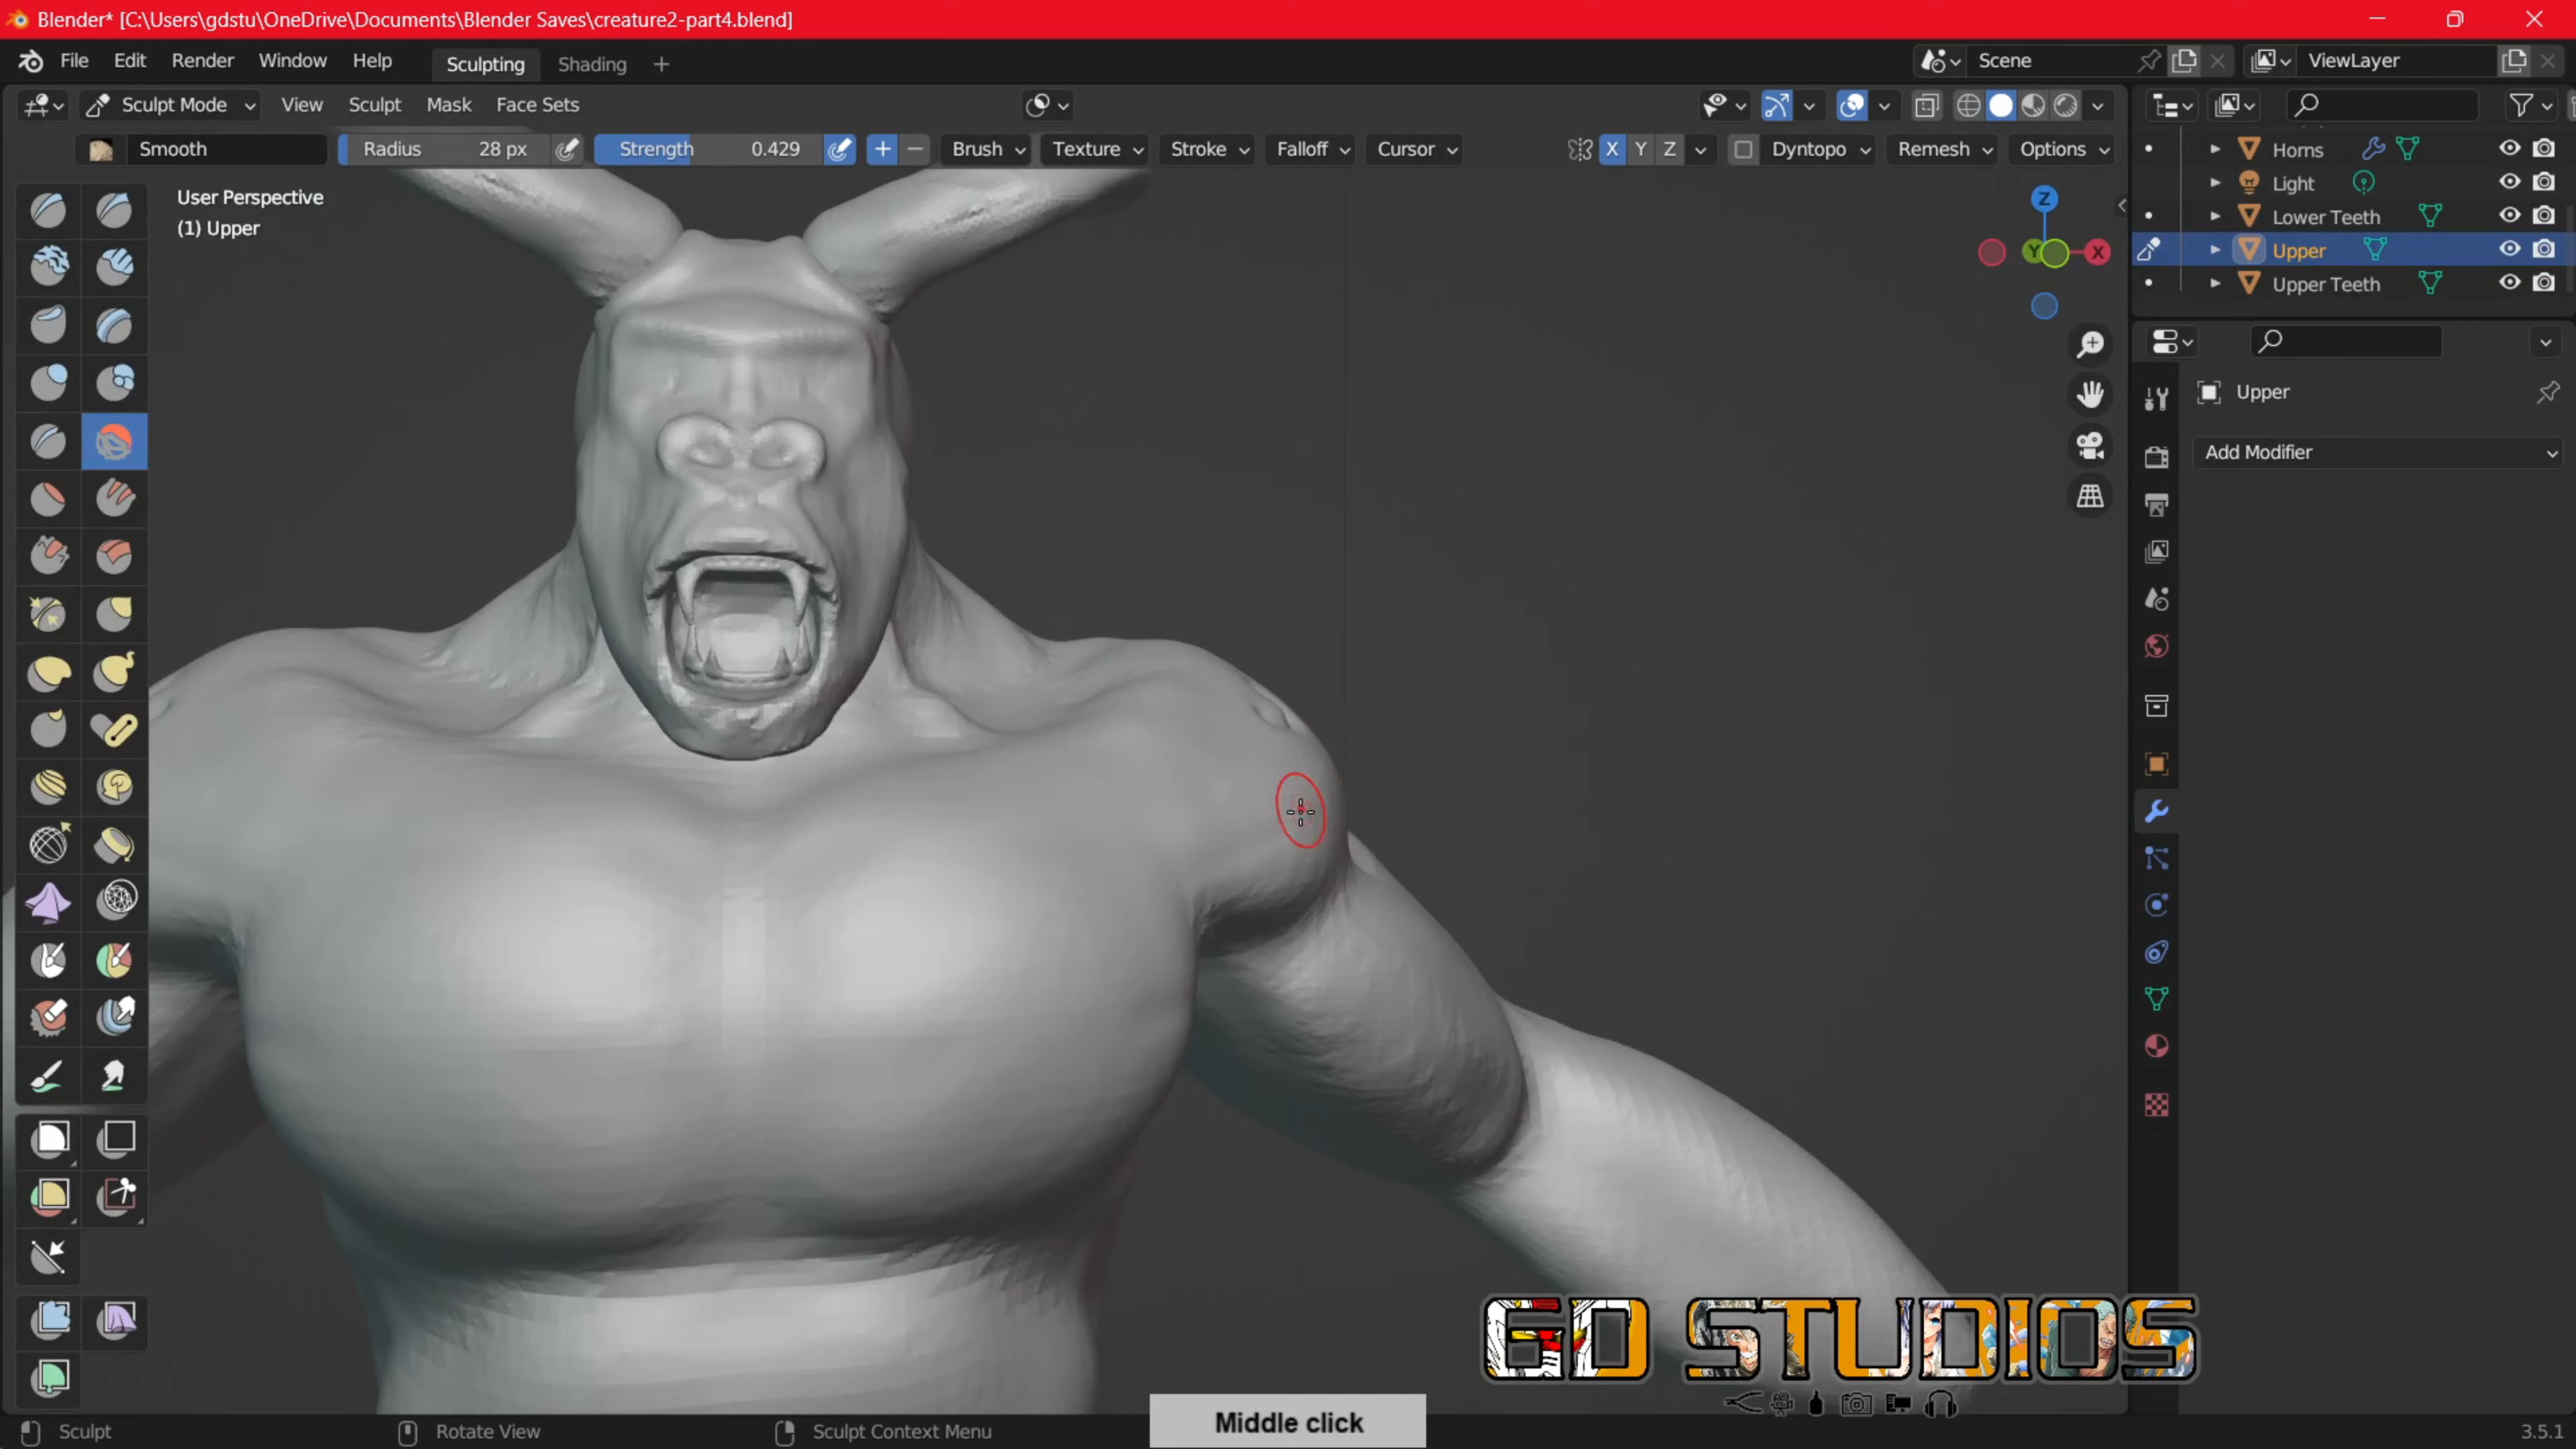 Blender* [C:\Users\gdstu\OneDrive\Documents\Blender Saves\creature2-part4.blend]
File Edit Render Window Help Sculpting Shading + Scene ViewLayer
Sculpt Mode View Sculpt Mask Face Sets
Smooth Radius 28 px Strength 0.429 Brush Texture Stroke Falloff Cursor X Y Z Dyntopo Remesh Options
User Perspective
(1) Upper
Z
Y X
Horns
Light
Lower Teeth
Upper
Upper Teeth
Upper
Add Modifier
GD STUDIOS
Middle click
Sculpt Rotate View Sculpt Context Menu 3.5.1